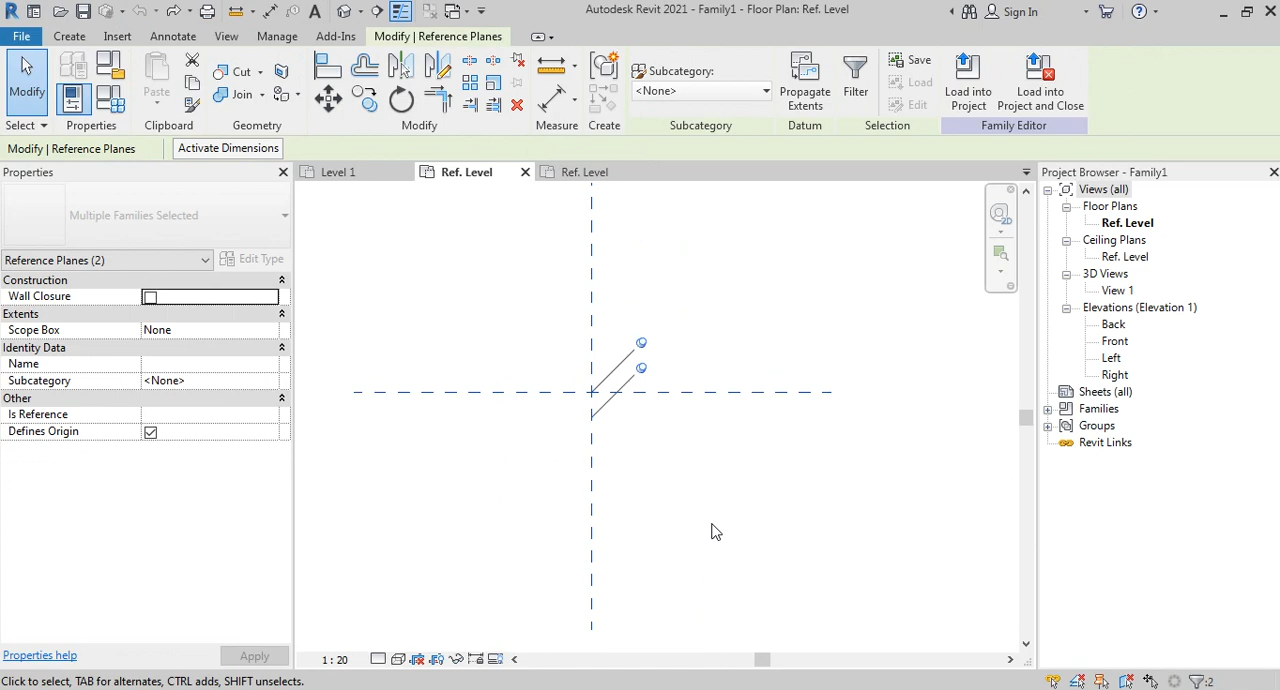 Autodesk Revit 2021 - Family1 - Floor Plan: Ref. Level
Sign In
File Create Insert Annotate View Manage Add-Ins Modify | Reference Planes
Modify
Paste
Cut
Join
Subcategory:
<None>
Propagate Extents
Filter
Save
Load
Edit
Load into Project
Load into Project and Close
Select Properties Clipboard Geometry Modify Measure Create Subcategory Datum Selection Family Editor
Modify | Reference Planes Activate Dimensions
Properties
Level 1 Ref. Level Ref. Level
Project Browser - Family1
Multiple Families Selected
Reference Planes (2) Edit Type
Construction
Wall Closure
Extents
Scope Box None
Identity Data
Name
Subcategory <None>
Other
Is Reference
Defines Origin
2D
Views (all)
Floor Plans
Ref. Level
Ceiling Plans
Ref. Level
3D Views
View 1
Elevations (Elevation 1)
Back
Front
Left
Right
Sheets (all)
Families
Groups
Revit Links
Properties help Apply
1 : 20
Click to select, TAB for alternates, CTRL adds, SHIFT unselects.
:2